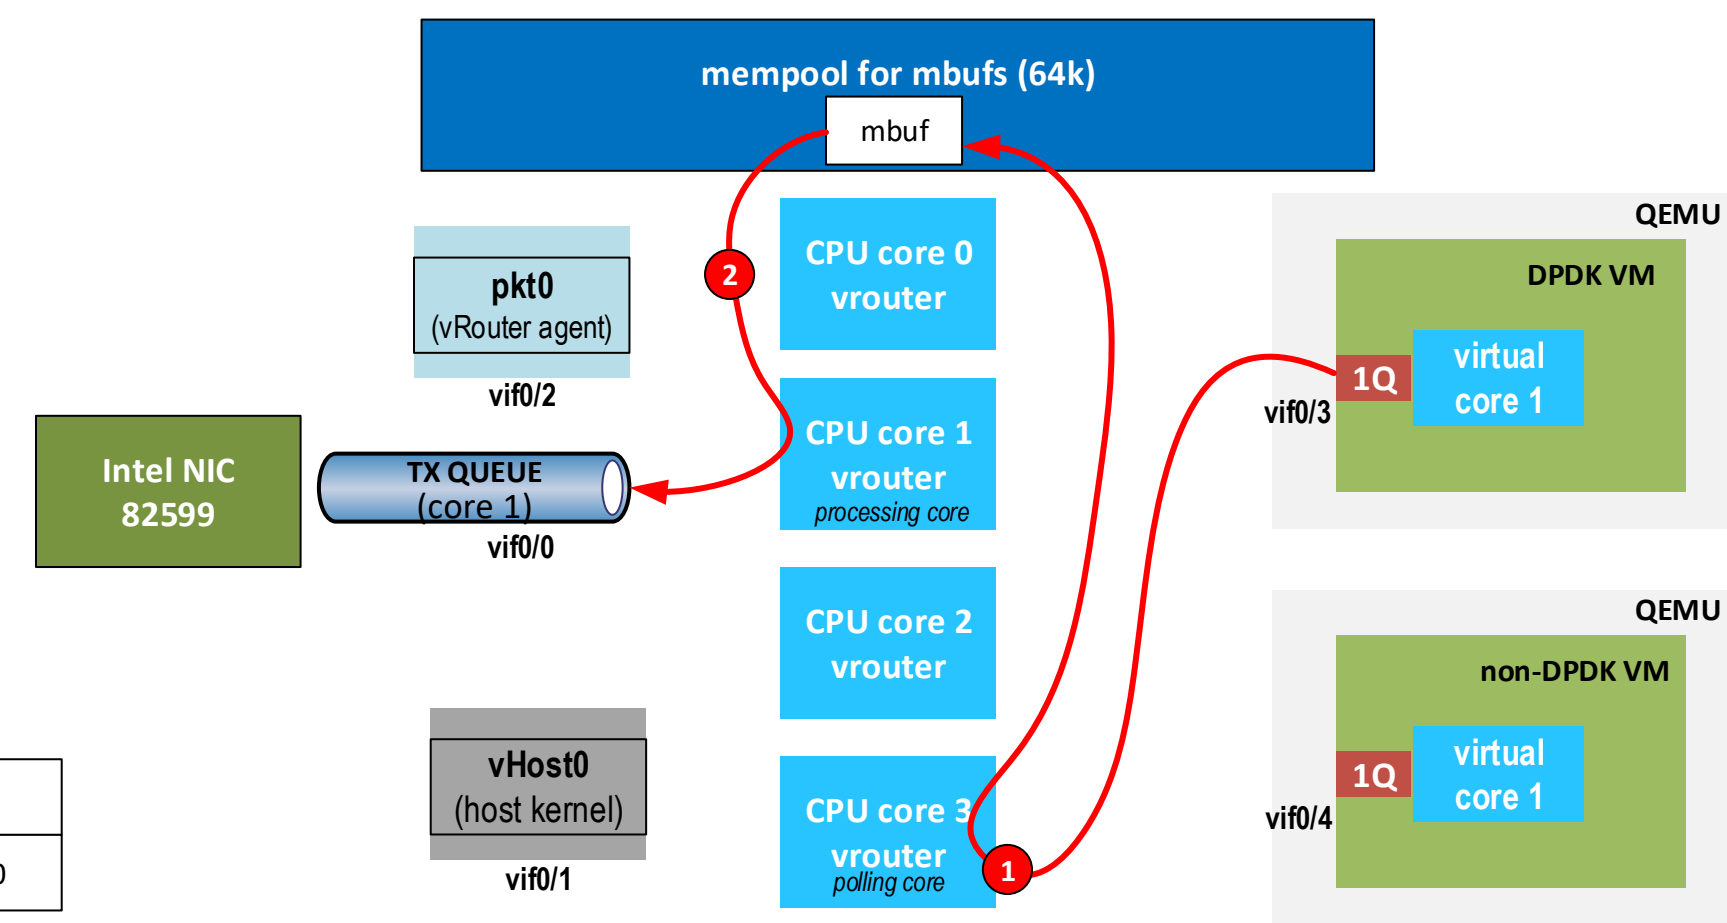 mempool for mbufs (64k)
mbuf
CPU core 0
vrouter
2
pkt0
(vRouter agent)
vif0/2
QEMU
DPDK VM
1Q
virtual
core 1
vif0/3
CPU core 1
vrouter
processing core
Intel NIC
82599
TX QUEUE
(core 1)
vif0/0
CPU core 2
vrouter
QEMU
non-DPDK VM
1Q
virtual
core 1
vif0/4
vHost0
(host kernel)
vif0/1
CPU core 3
vrouter
polling core
1